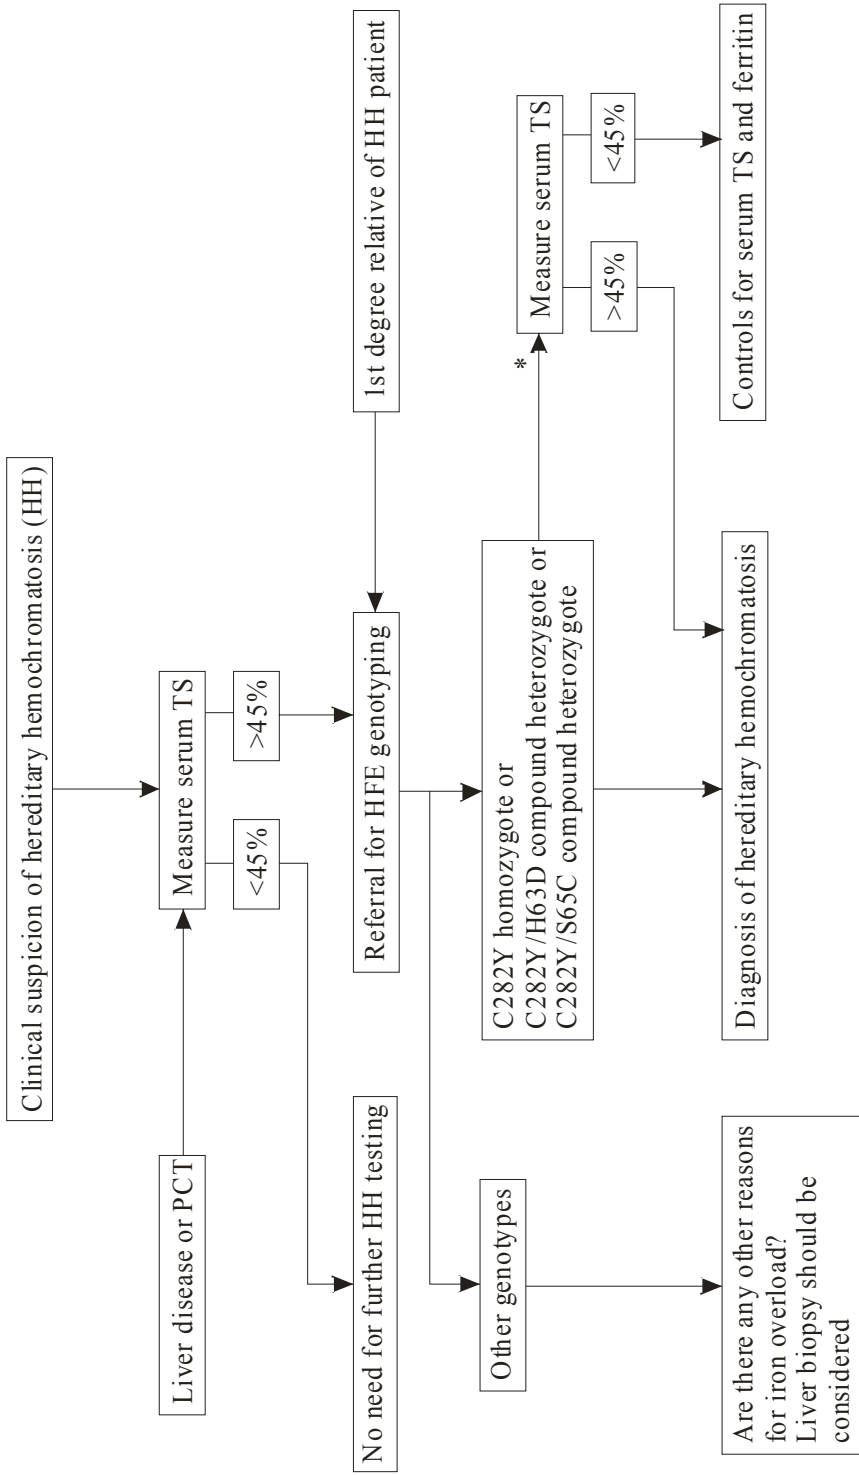 Clinical suspicion of hereditary hemochromatosis (HH)
Liver disease or PCT
Measure serum TS
<45%
>45%
No need for further HH testing
Referral for HFE genotyping
1st degree relative of HH patient
Other genotypes
C282Y homozygote or
C282Y/H63D compound heterozygote or
C282Y/S65C compound heterozygote
*
Measure serum TS
>45%
<45%
Are there any other reasons
for iron overload?
Liver biopsy should be
considered
Diagnosis of hereditary hemochromatosis
Controls for serum TS and ferritin